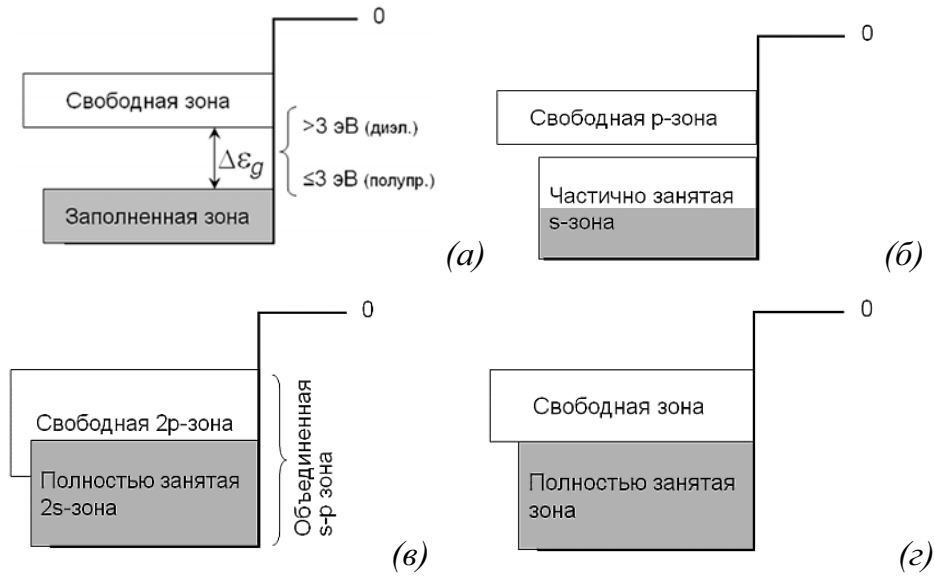 0
Свободная зона
>3 эВ (диэл.)
Δεg
≤3 эВ (полупр.)
Заполненная зона
(а)
0
Свободная p-зона
Частично занятая
s-зона
(б)
0
Свободная 2p-зона
Полностью занятая
2s-зона
Объединенная
s-p зона
(в)
0
Свободная зона
Полностью занятая
зона
(г)